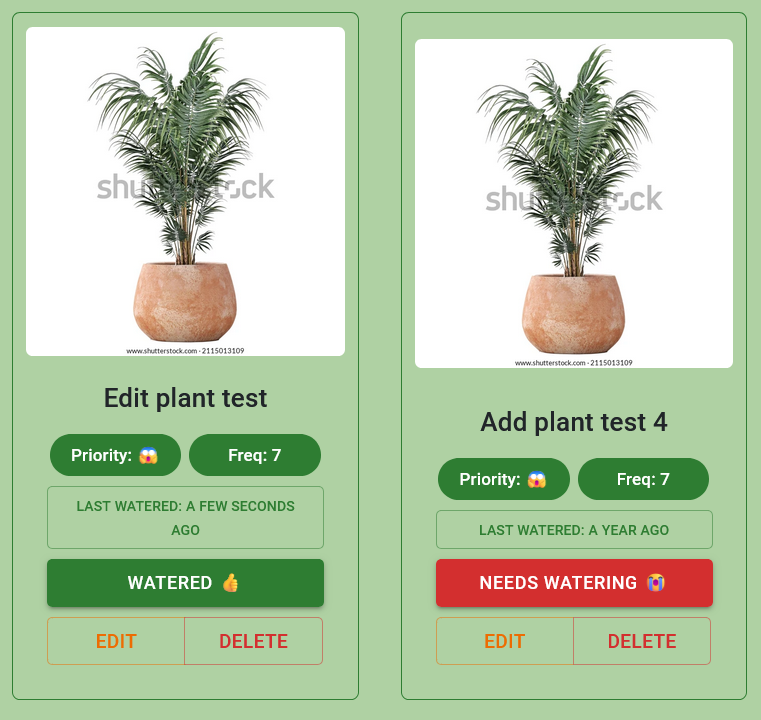 shutterstock
www.shutterstock.com · 2115013109
Edit plant test
Priority: 😱
Freq: 7
LAST WATERED: A FEW SECONDS
AGO
WATERED 👍
EDIT
DELETE
shutterstock
www.shutterstock.com · 2115013109
Add plant test 4
Priority: 😱
Freq: 7
LAST WATERED: A YEAR AGO
NEEDS WATERING 😭
EDIT
DELETE